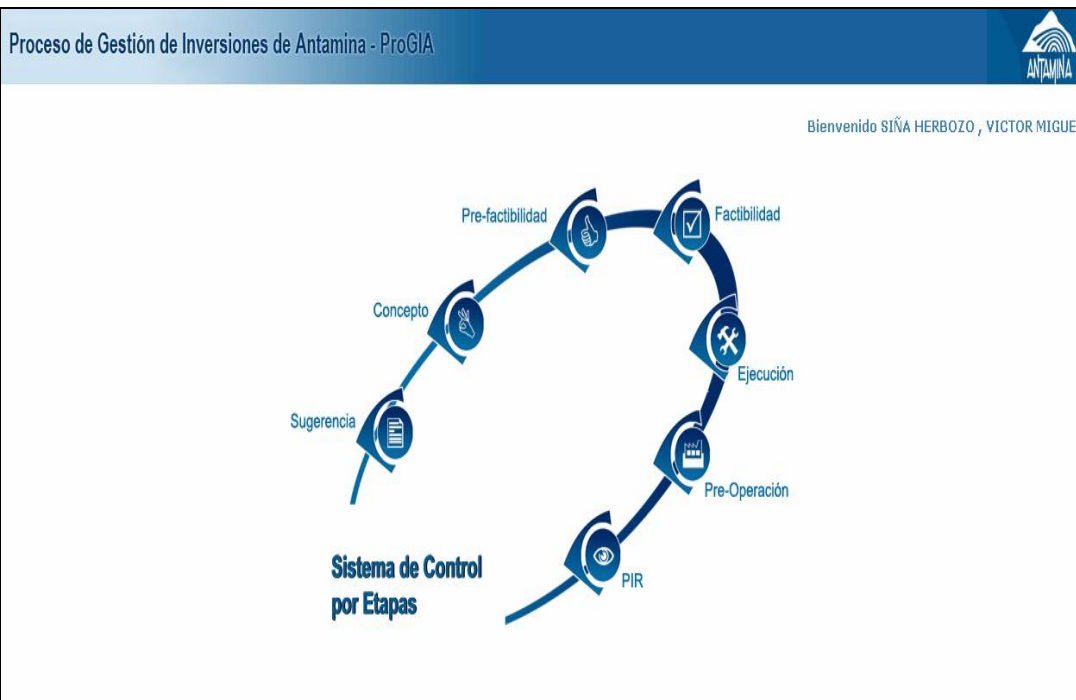 Proceso de Gestión de Inversiones de Antamina - ProGIA
ANTAMINA
Bienvenido SIÑA HERBOZO , VICTOR MIGUE
Pre-factibilidad
Factibilidad
Concepto
Ejecución
Sugerencia
Pre-Operación
Sistema de Control
por Etapas
PIR